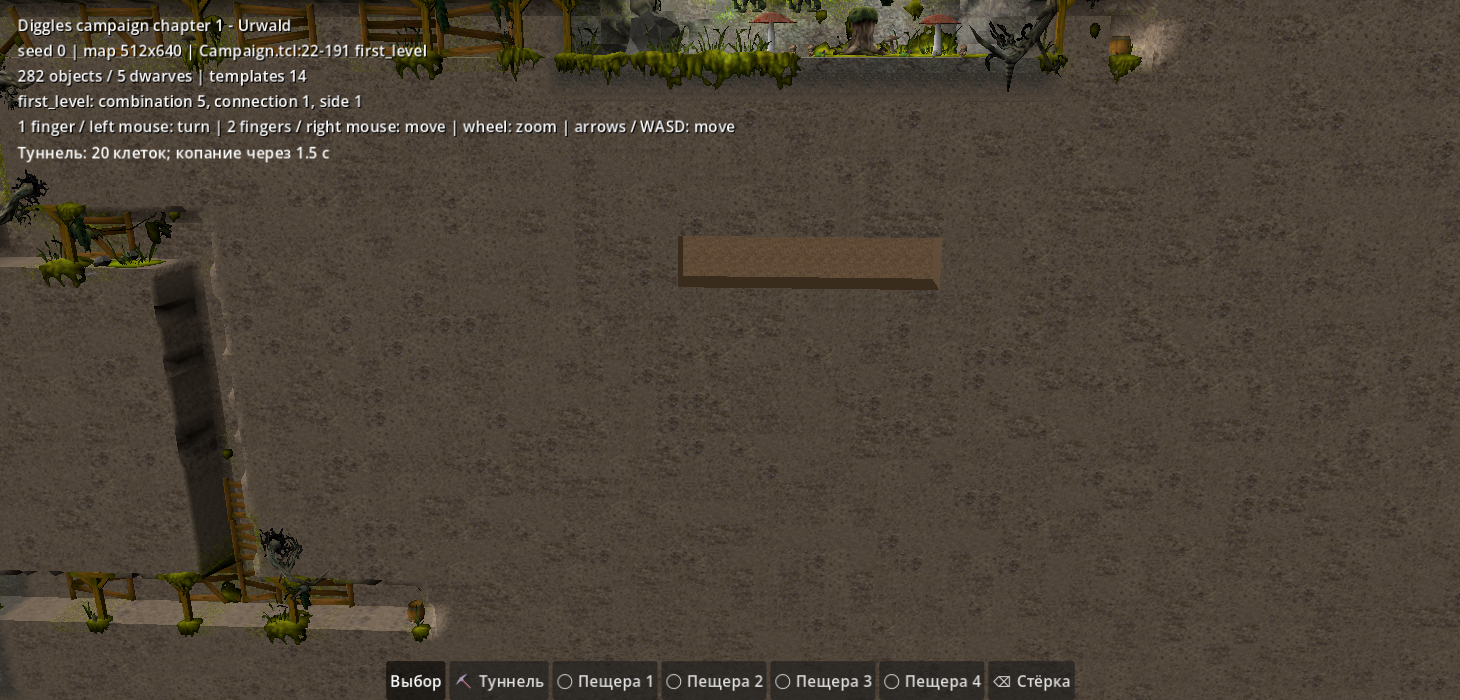 Diggles campaign chapter 1 - Urwald
seed 0 | map 512x640 | Campaign.tcl:22-191 first_level
282 objects / 5 dwarves | templates 14
first_level: combination 5, connection 1, side 1
1 finger / left mouse: turn | 2 fingers / right mouse: move | wheel: zoom | arrows / WASD: move
Туннель: 20 клеток; копание через 1.5 с
Выбор Туннель Пещера 1 Пещера 2 Пещера 3 Пещера 4 Стёрка